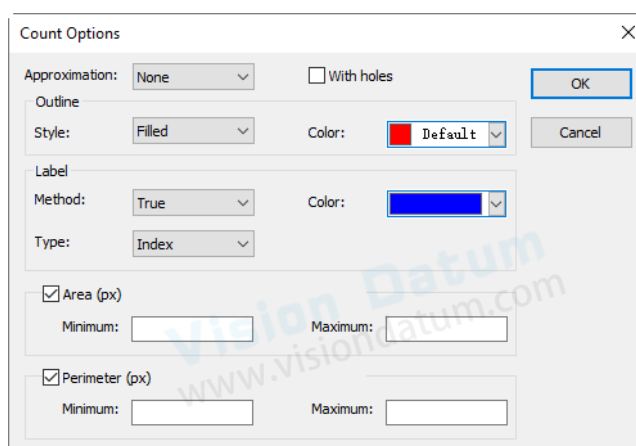 Count Options
Approximation: None With holes OK
Outline
Style: Filled Color: Default Cancel
Label
Method: True Color:
Type: Index
Area (px)
Minimum: Maximum:
Perimeter (px)
Minimum: Maximum:
Vision Datum
www.visiondatum.com